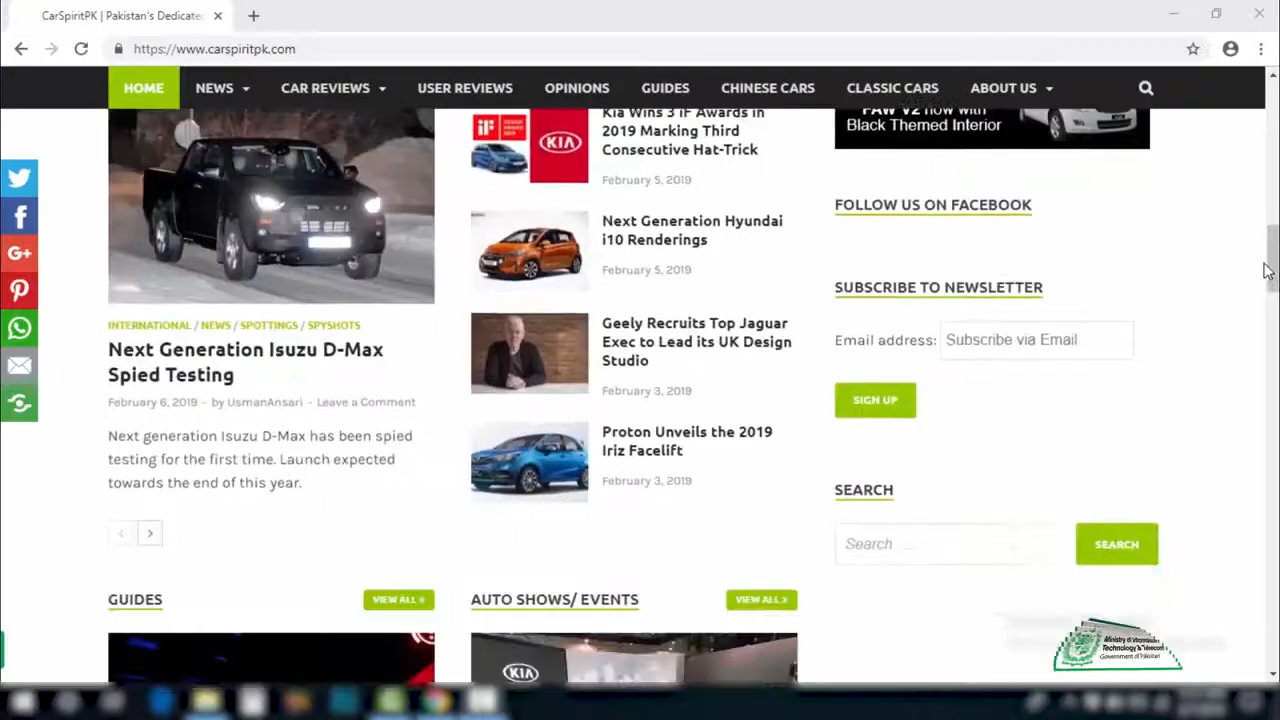 CarSpiritPK | Pakistan's Dedicate
https://www.carspiritpk.com
HOME
NEWS
CAR REVIEWS
USER REVIEWS
OPINIONS
GUIDES
CHINESE CARS
CLASSIC CARS
ABOUT US
INTERNATIONAL / NEWS / SPOTTINGS / SPYSHOTS
Next Generation Isuzu D-Max
Spied Testing
February 6, 2019 - by UsmanAnsari - Leave a Comment
Next generation Isuzu D-Max has been spied
testing for the first time. Launch expected
towards the end of this year.
iF
KIA
Kia Wins 3 iF Awards in
2019 Marking Third
Consecutive Hat-Trick
February 5, 2019
Next Generation Hyundai
i10 Renderings
February 5, 2019
Geely Recruits Top Jaguar
Exec to Lead its UK Design
Studio
February 3, 2019
Proton Unveils the 2019
Iriz Facelift
February 3, 2019
FAW V2 now with
Black Themed Interior
FOLLOW US ON FACEBOOK
SUBSCRIBE TO NEWSLETTER
Email address: Subscribe via Email
SIGN UP
SEARCH
Search ...
SEARCH
GUIDES
VIEW ALL »
AUTO SHOWS/ EVENTS
VIEW ALL »
KIA
Government of Pakistan